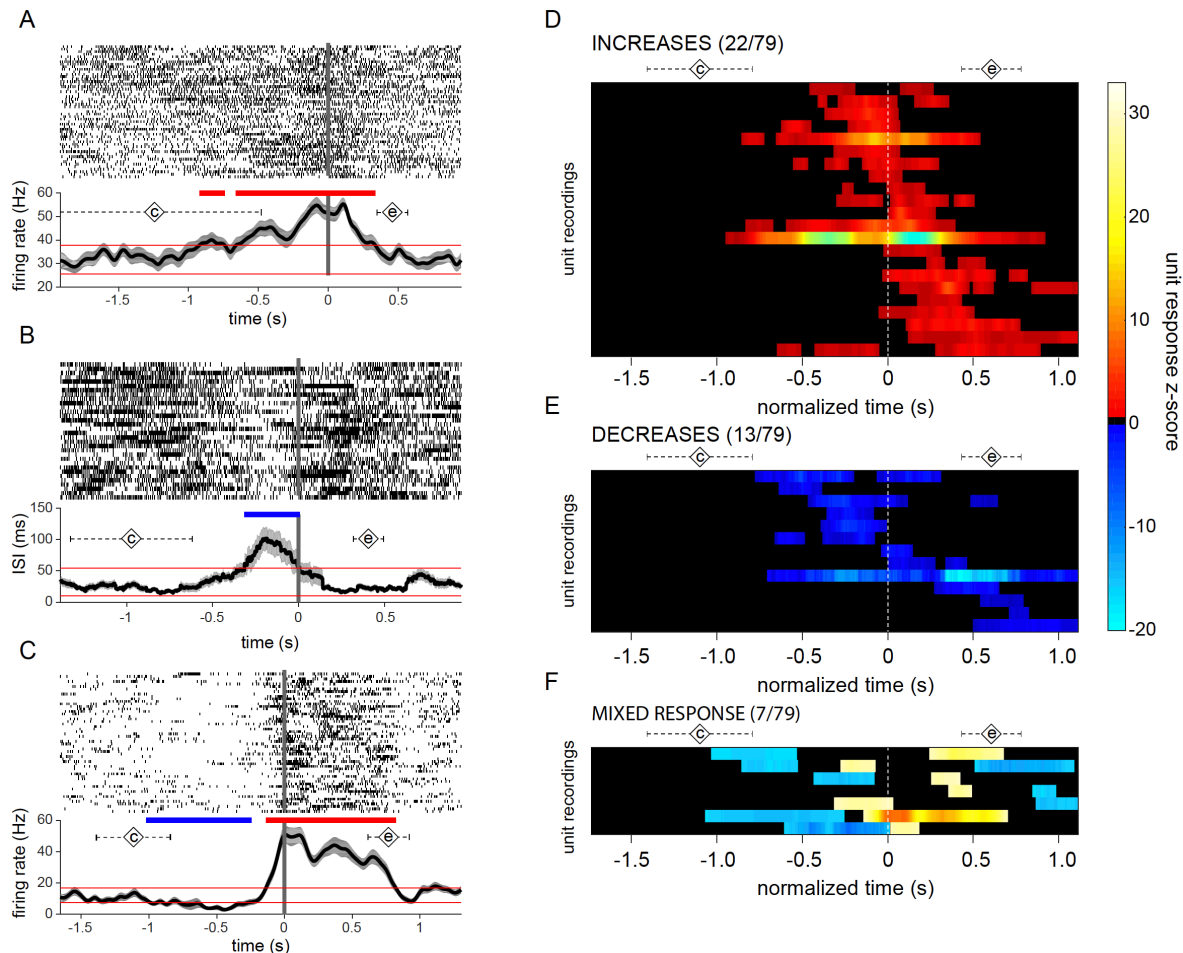 A
firing rate (Hz)
60
50
40
30
20
c
e
-1.5 -1 -0.5 0 0.5
time (s)
B
ISI (ms)
150
100
50
0
c
e
-1 -0.5 0 0.5
time (s)
C
firing rate (Hz)
60
40
20
0
c
e
-1.5 -1 -0.5 0 0.5 1
time (s)
D
INCREASES (22/79)
c
e
unit recordings
-1.5 -1.0 -0.5 0 0.5 1.0
normalized time (s)
E
DECREASES (13/79)
c
e
unit recordings
-1.5 -1.0 -0.5 0 0.5 1.0
normalized time (s)
F
MIXED RESPONSE (7/79)
c
e
unit recordings
-1.5 -1.0 -0.5 0 0.5 1.0
normalized time (s)
30
20
10
0
-10
-20
unit response z-score